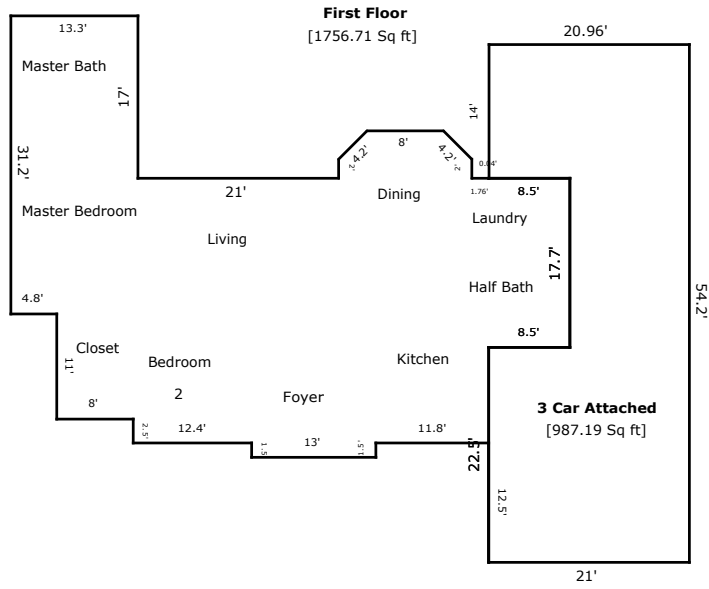 First Floor
[1756.71 Sq ft]
13.3'
20.96'
Master Bath
17'
14'
31.2'
4.2'
8'
4.2'
2'
2'
0.04'
21'
Dining
1.76'
8.5'
Master Bedroom
Laundry
Living
17.7'
Half Bath
54.2'
4.8'
8.5'
Closet
Bedroom
2
11'
Kitchen
Foyer
8'
3 Car Attached
[987.19 Sq ft]
2.5'
12.4'
1.5'
13'
1.5'
11.8'
22.5'
12.5'
21'